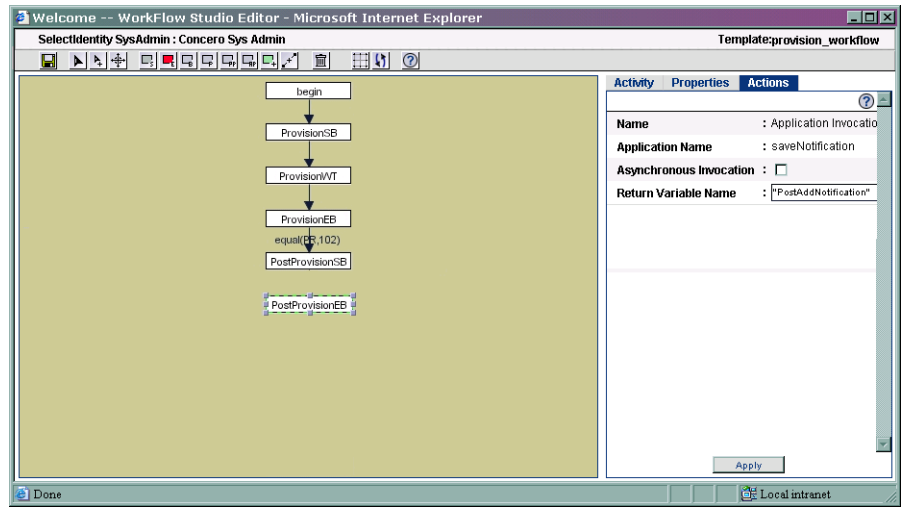 Welcome -- WorkFlow Studio Editor - Microsoft Internet Explorer
SelectIdentity SysAdmin : Concero Sys Admin
Template:provision_workflow
begin
ProvisionSB
ProvisionWT
ProvisionEB
equal(PR,102)
PostProvisionSB
PostProvisionEB
Activity Properties Actions
Name : Application Invocatio
Application Name : saveNotification
Asynchronous Invocation :
Return Variable Name : "PostAddNotification"
Apply
Done
Local intranet